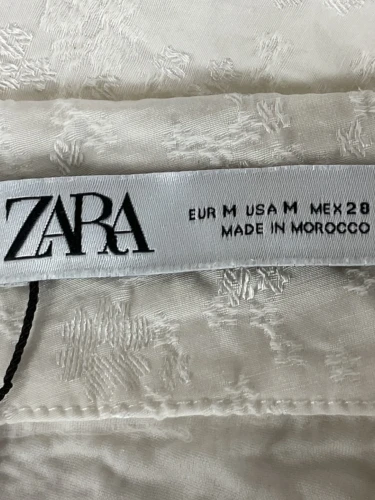 ZARA
EUR M USA M MEX 28
MADE IN MOROCCO